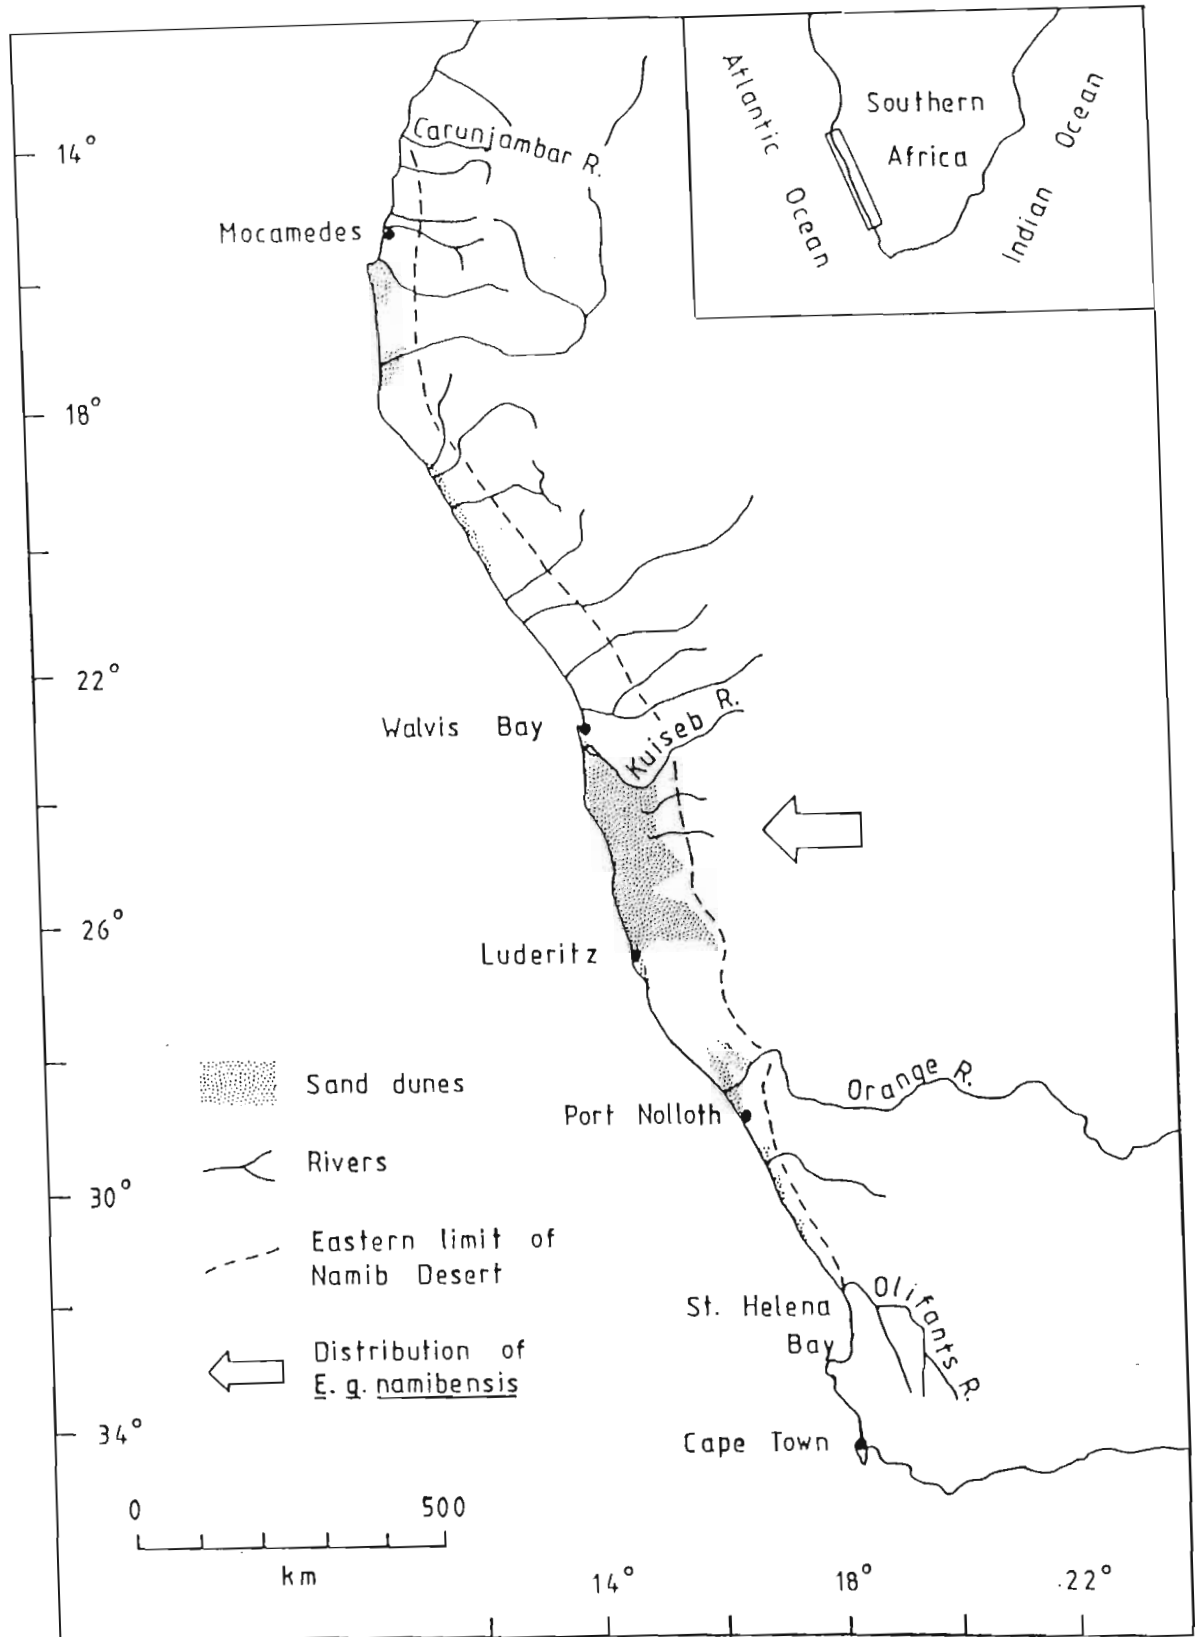 Atlantic Ocean
Southern
Africa
Indian Ocean
14°
Carunjambar R.
Mocamedes
18°
22°
Walvis Bay
Kuiseb R.
26°
Luderitz
Sand dunes
Orange R.
Port Nolloth
Rivers
30°
Eastern limit of
Namib Desert
St. Helena
Bay
Olifants R.
Distribution of
E. g. namibensis
34°
Cape Town
0 500
km
14° 18° 22°